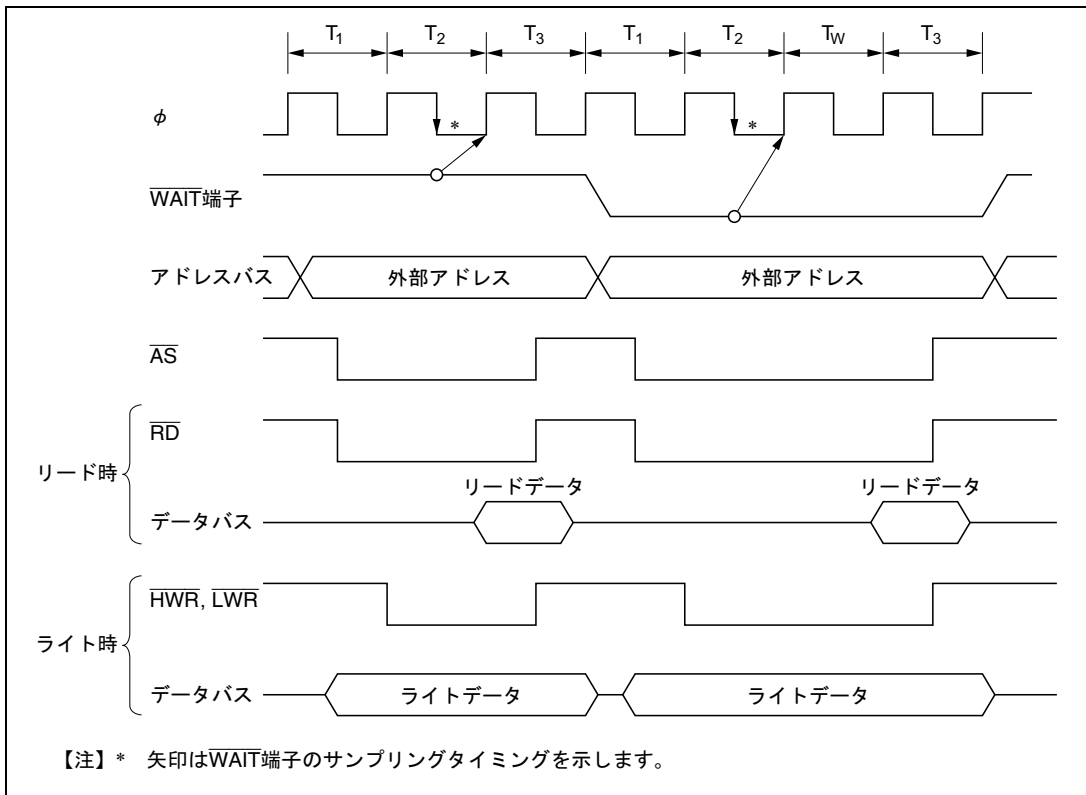 T1 T2 T3 T1 T2 TW T3
φ
* *
WAIT端子
アドレスバス 外部アドレス 外部アドレス
AS
RD
リード時
リードデータ リードデータ
データバス
HWR, LWR
ライト時
データバス ライトデータ ライトデータ
【注】* 矢印はWAIT端子のサンプリングタイミングを示します。